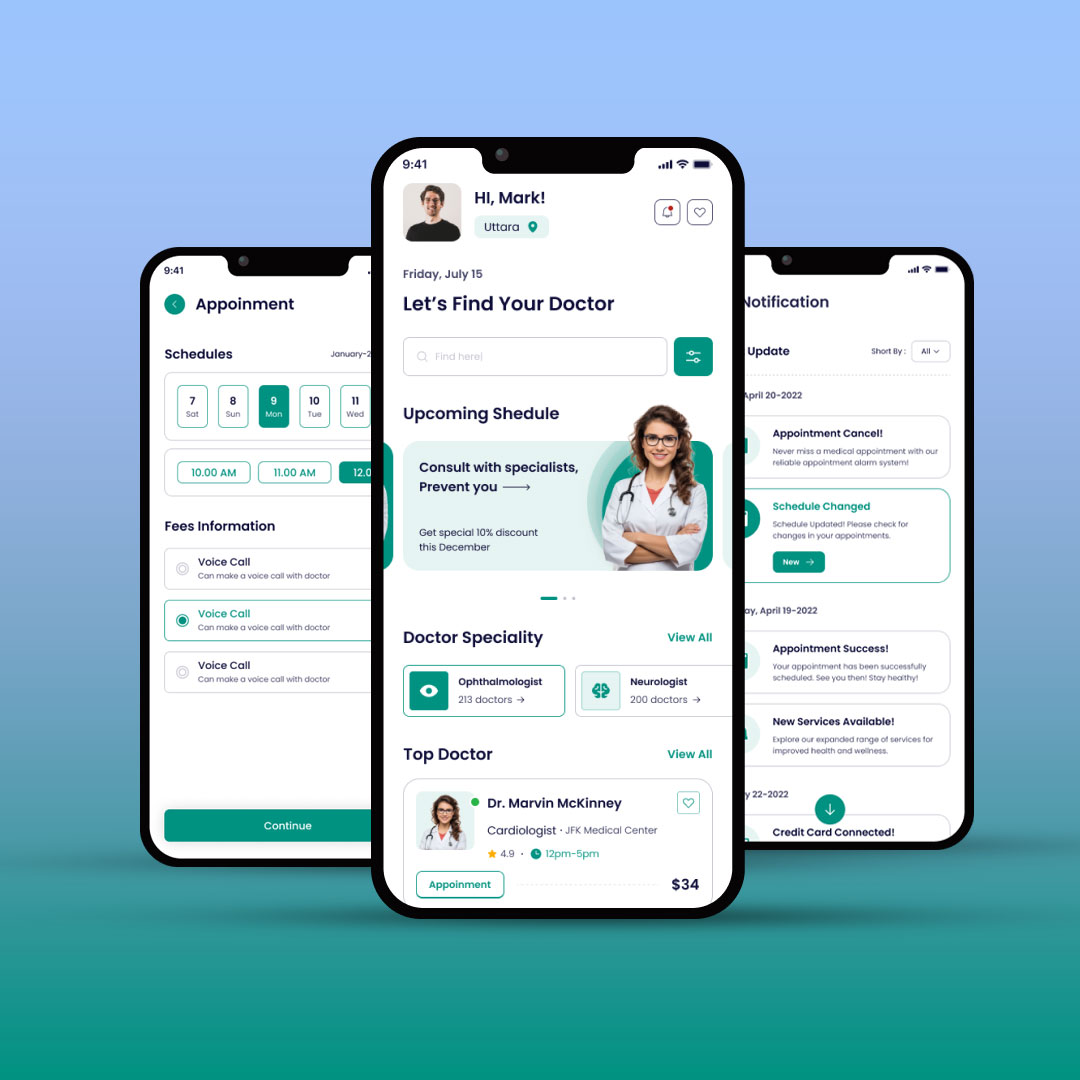 9:41
Appoinment
Schedules
January-2
7
Sat
8
Sun
9
Mon
10
Tue
11
Wed
10.00 AM
11.00 AM
12.0
Fees Information
Voice Call
Can make a voice call with doctor
Voice Call
Can make a voice call with doctor
Voice Call
Can make a voice call with doctor
Continue
9:41
HI, Mark!
Uttara
Friday, July 15
Let's Find Your Doctor
Find here|
Upcoming Shedule
Consult with specialists,
Prevent you
Get special 10% discount
this December
Doctor Speciality
View All
Ophthalmologist
213 doctors →
Neurologist
200 doctors →
Top Doctor
View All
Dr. Marvin McKinney
Cardiologist • JFK Medical Center
4.9 • 12pm-5pm
Appoinment
$34
Notification
Update
Short By :
All
April 20-2022
Appointment Cancel!
Never miss a medical appointment with our
reliable appointment alarm system!
Schedule Changed
Schedule Updated! Please check for
changes in your appointments.
New →
ay, April 19-2022
Appointment Success!
Your appointment has been successfully
scheduled. See you then! Stay healthy!
New Services Available!
Explore our expanded range of services for
improved health and wellness.
y 22-2022
Credit Card Connected!